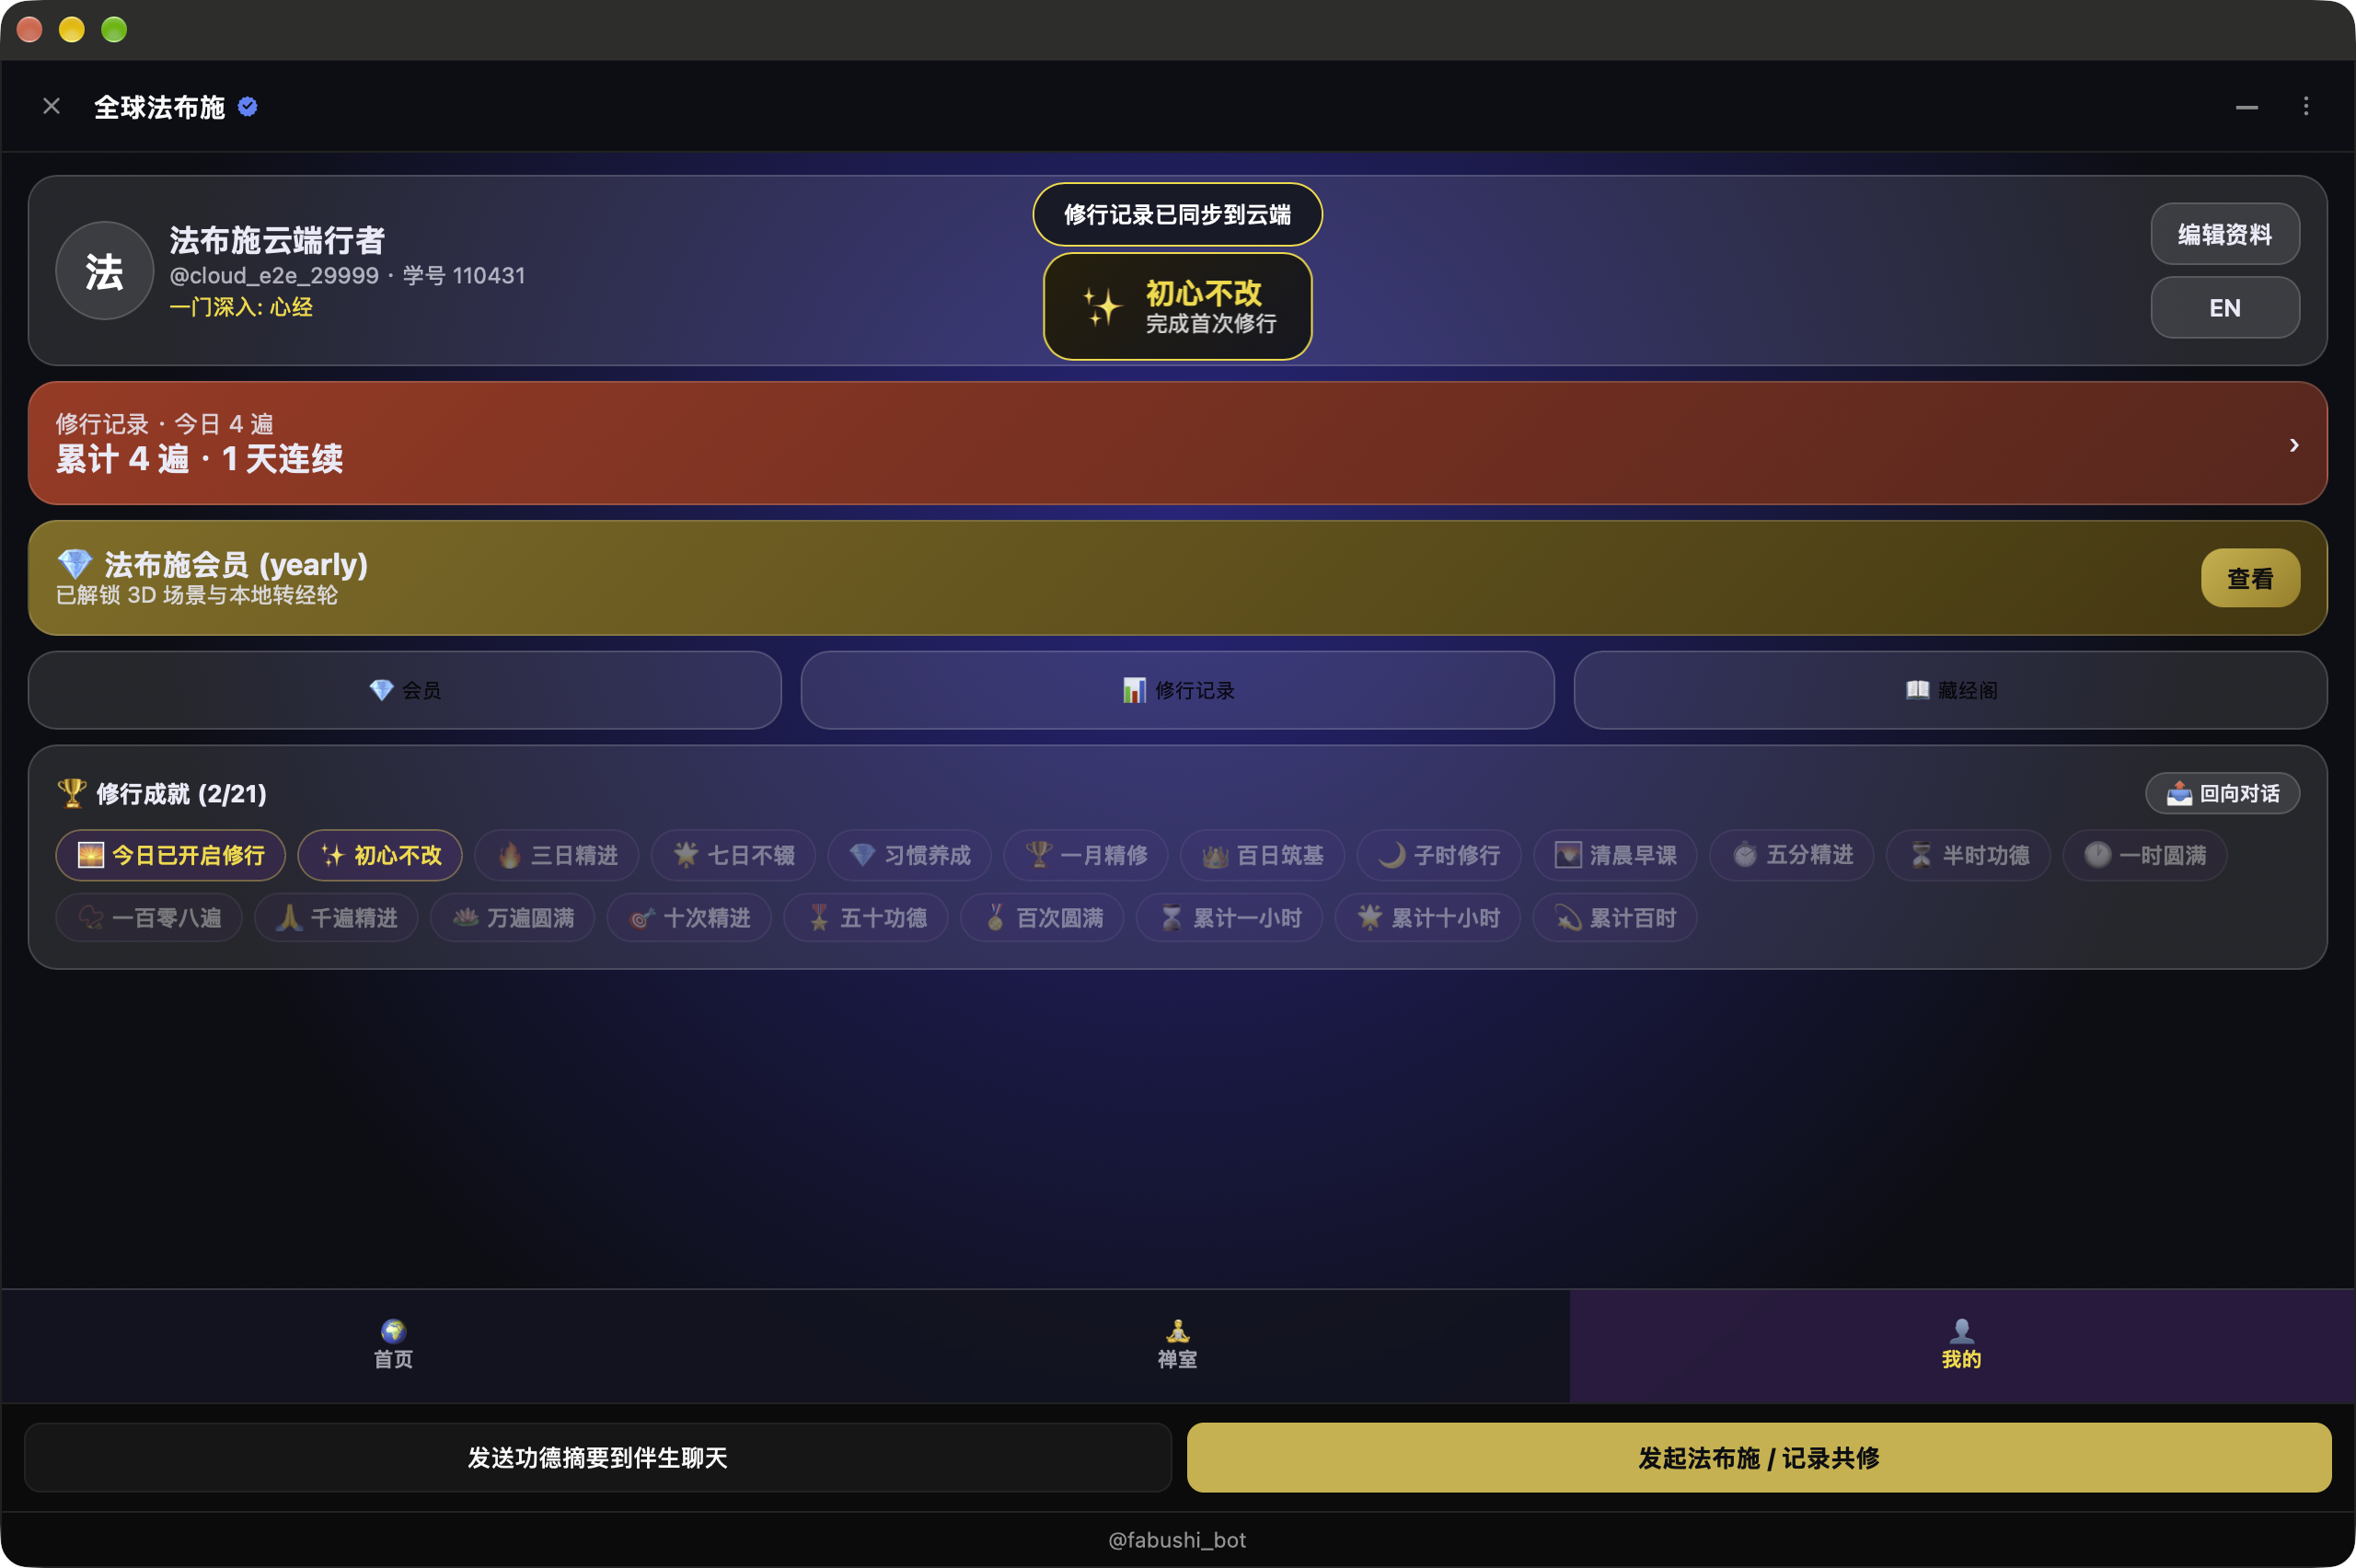 全球法布施
法
法布施云端行者
@cloud_e2e_29999 · 学号 110431
一门深入: 心经
修行记录已同步到云端
初心不改
完成首次修行
编辑资料
EN
修行记录 · 今日 4 遍
累计 4 遍 · 1 天连续
›
法布施会员 (yearly)
已解锁 3D 场景与本地转经轮
查看
会员
修行记录
藏经阁
修行成就 (2/21)
回向对话
今日已开启修行
初心不改
三日精进
七日不辍
习惯养成
一月精修
百日筑基
子时修行
清晨早课
五分精进
半时功德
一时圆满
一百零八遍
千遍精进
万遍圆满
十次精进
五十功德
百次圆满
累计一小时
累计十小时
累计百时
首页
禅室
我的
发送功德摘要到伴生聊天
发起法布施 / 记录共修
@fabushi_bot